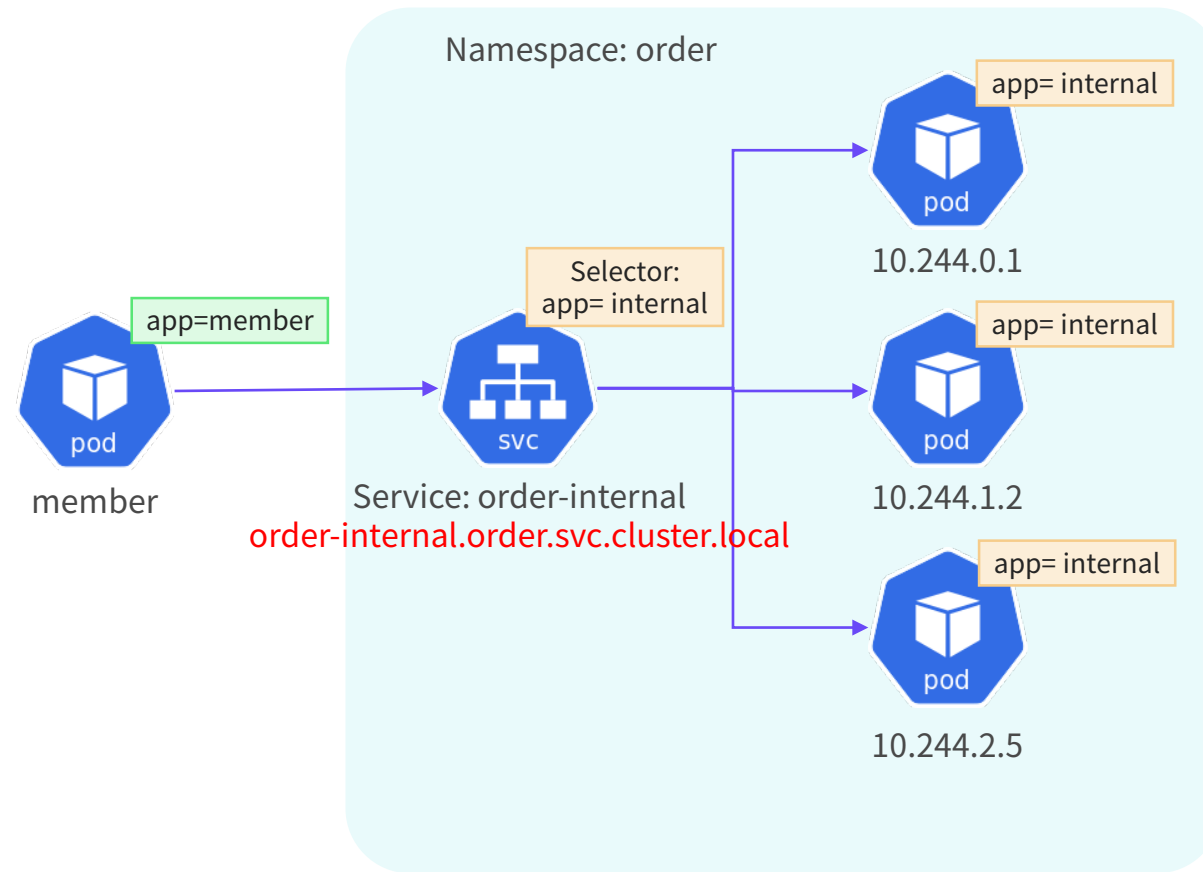 Namespace: order
app= internal
pod
10.244.0.1
Selector:
app= internal
app=member
pod
member
svc
Service: order-internal
order-internal.order.svc.cluster.local
app= internal
pod
10.244.1.2
app= internal
pod
10.244.2.5